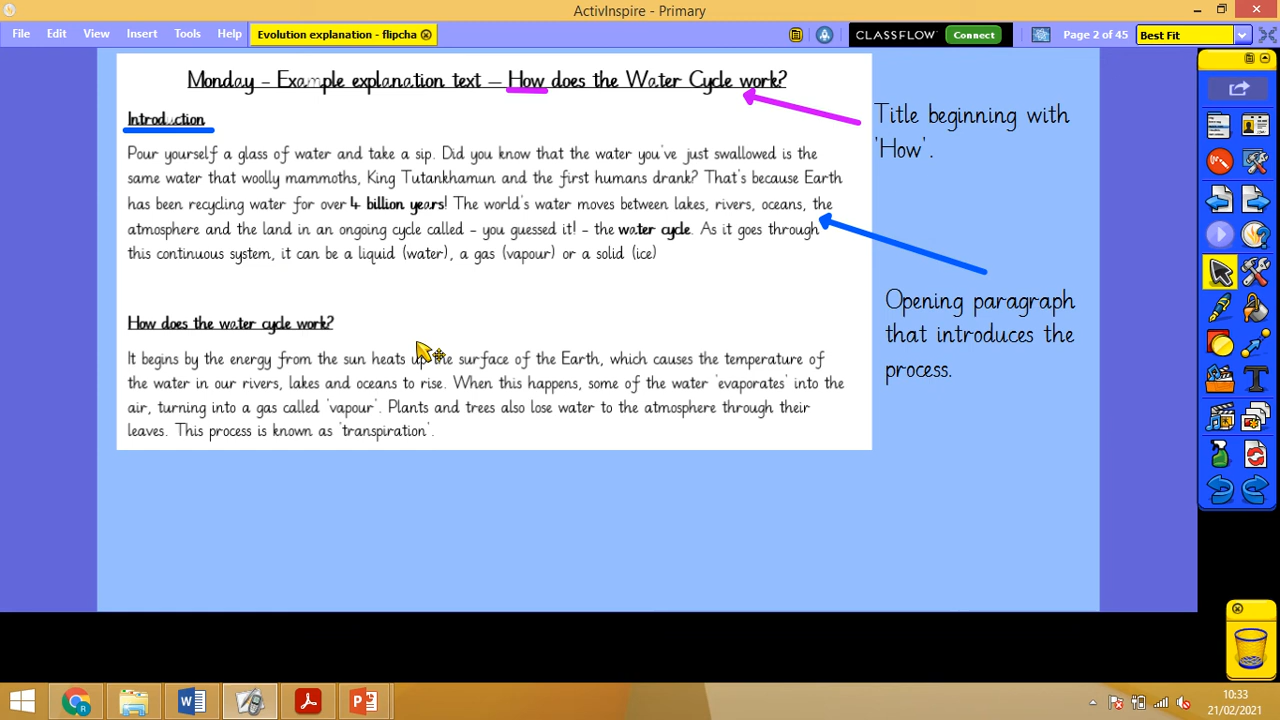 ActivInspire - Primary
File Edit View Insert Tools Help Evolution explanation - flipcha CLASSFLOW Connect Page 2 of 45 Best Fit
Monday - Example explanation text – How does the Water Cycle work?
Title beginning with
'How'.
Introduction
Pour yourself a glass of water and take a sip. Did you know that the water you've just swallowed is the
same water that woolly mammoths, King Tutankhamun and the first humans drank? That's because Earth
has been recycling water for over 4 billion years! The world's water moves between lakes, rivers, oceans, the
atmosphere and the land in an ongoing cycle called - you guessed it! - the water cycle. As it goes through
this continuous system, it can be a liquid (water), a gas (vapour) or a solid (ice)
Opening paragraph
that introduces the
process.
How does the water cycle work?
It begins by the energy from the sun heats up the surface of the Earth, which causes the temperature of
the water in our rivers, lakes and oceans to rise. When this happens, some of the water 'evaporates' into the
air, turning into a gas called 'vapour'. Plants and trees also lose water to the atmosphere through their
leaves. This process is known as 'transpiration'.
10:33
21/02/2021